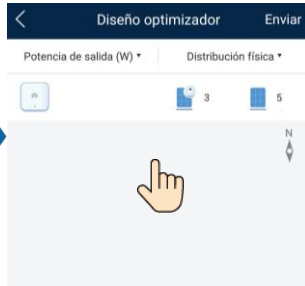 Diseño optimizador Enviar
Potencia de salida (W) Distribución física
3 5
N